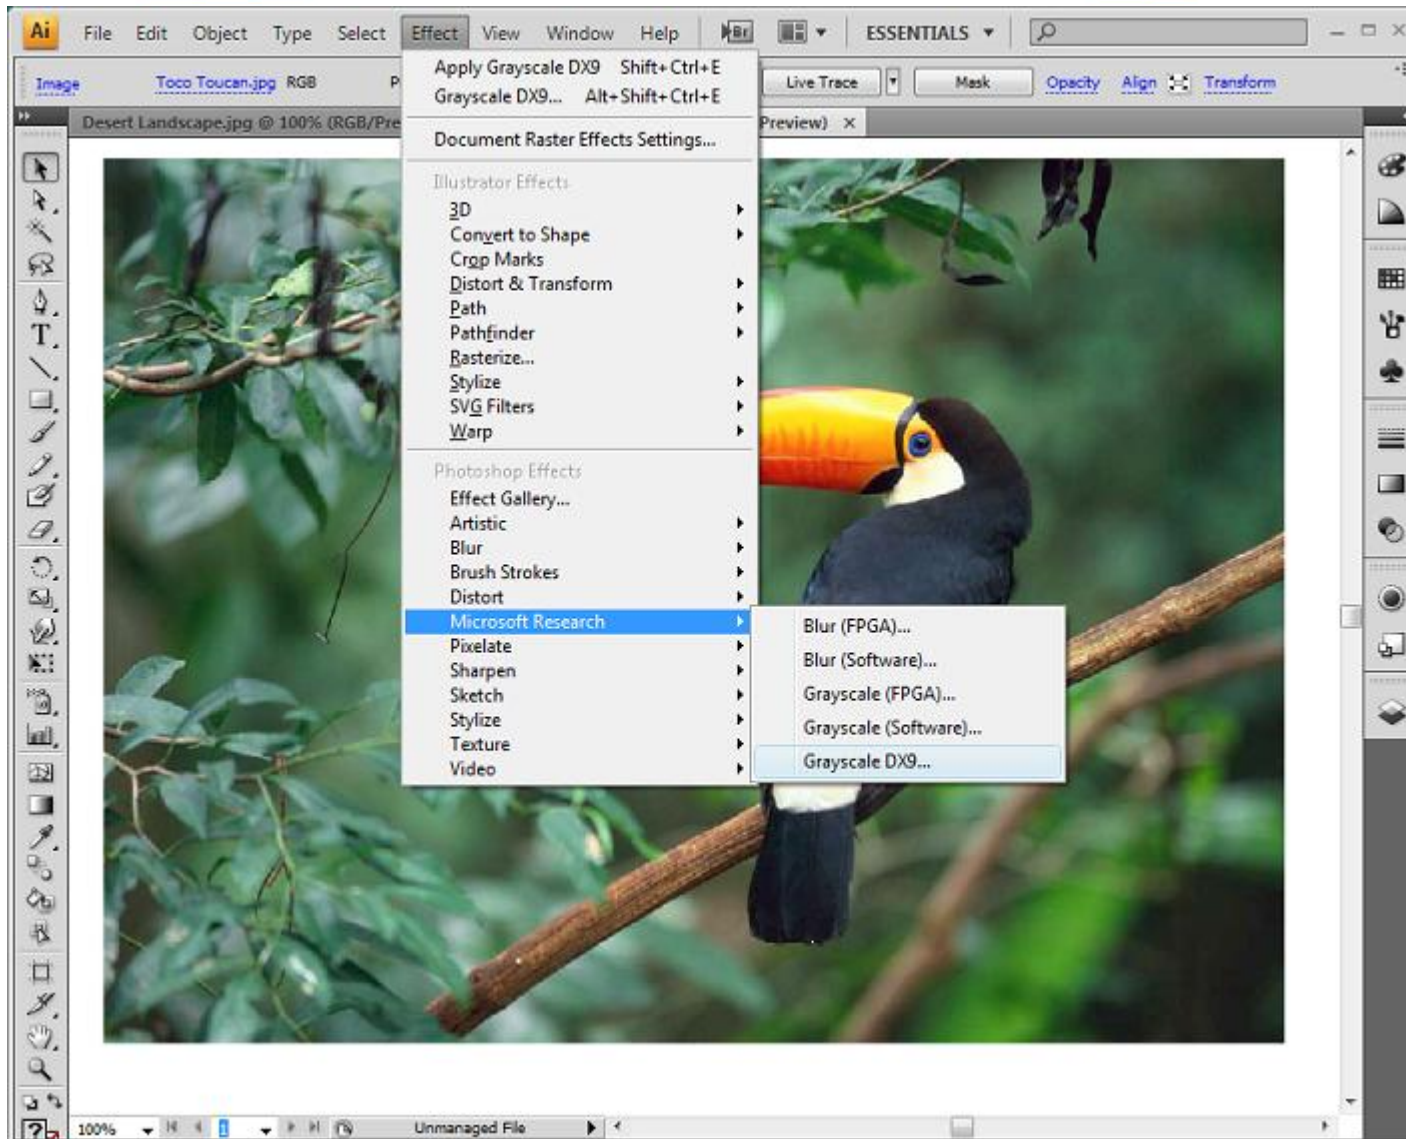 Ai File Edit Object Type Select Effect View Window Help Br ESSENTIALS
Image Toco Toucan.jpg RGB P Live Trace Mask Opacity Align Transform
Desert Landscape.jpg @ 100% (RGB/Pre Preview) ×
Apply Grayscale DX9 Shift+Ctrl+E
Grayscale DX9... Alt+Shift+Ctrl+E
Document Raster Effects Settings...
Illustrator Effects
3D
Convert to Shape
Crop Marks
Distort & Transform
Path
Pathfinder
Rasterize...
Stylize
SVG Filters
Warp
Photoshop Effects
Effect Gallery...
Artistic
Blur
Brush Strokes
Distort
Microsoft Research
Pixelate
Sharpen
Sketch
Stylize
Texture
Video
Blur (FPGA)...
Blur (Software)...
Grayscale (FPGA)...
Grayscale (Software)...
Grayscale DX9...
T
100% 1 Unmanaged File